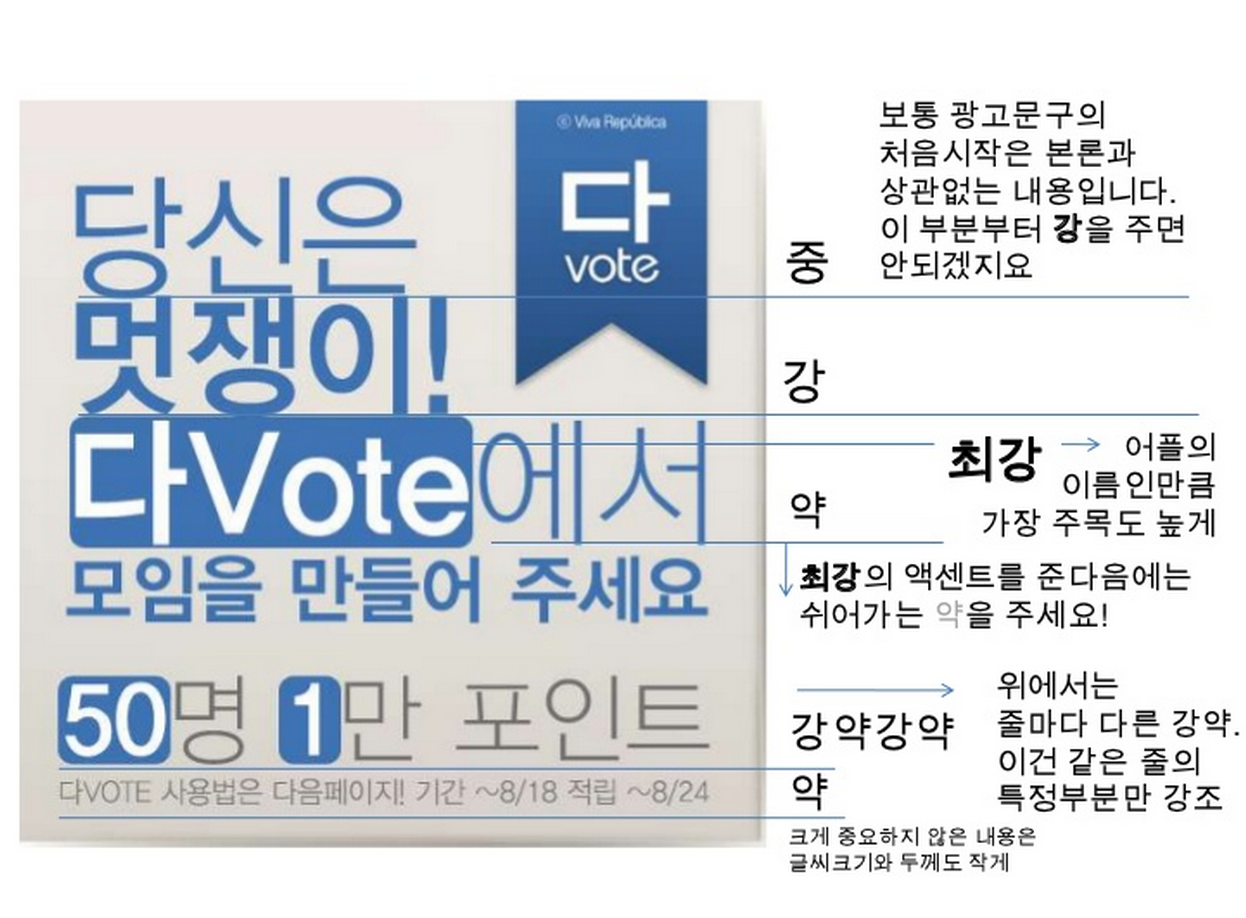 ⓒ Viva República
다
vote
당신은
멋쟁이!
다Vote에서
모임을 만들어 주세요
50명 1만 포인트
다VOTE 사용법은 다음페이지! 기간 ~8/18 적립 ~8/24
보통 광고문구의
처음시작은 본론과
상관없는 내용입니다.
이 부분부터 강을 주면
안되겠지요
중
강
최강
어플의
이름인만큼
가장 주목도 높게
약
최강의 액센트를 준다음에는
쉬어가는 약을 주세요!
강약강약
위에서는
줄마다 다른 강약.
이건 같은 줄의
특정부분만 강조
약
크게 중요하지 않은 내용은
글씨크기와 두께도 작게